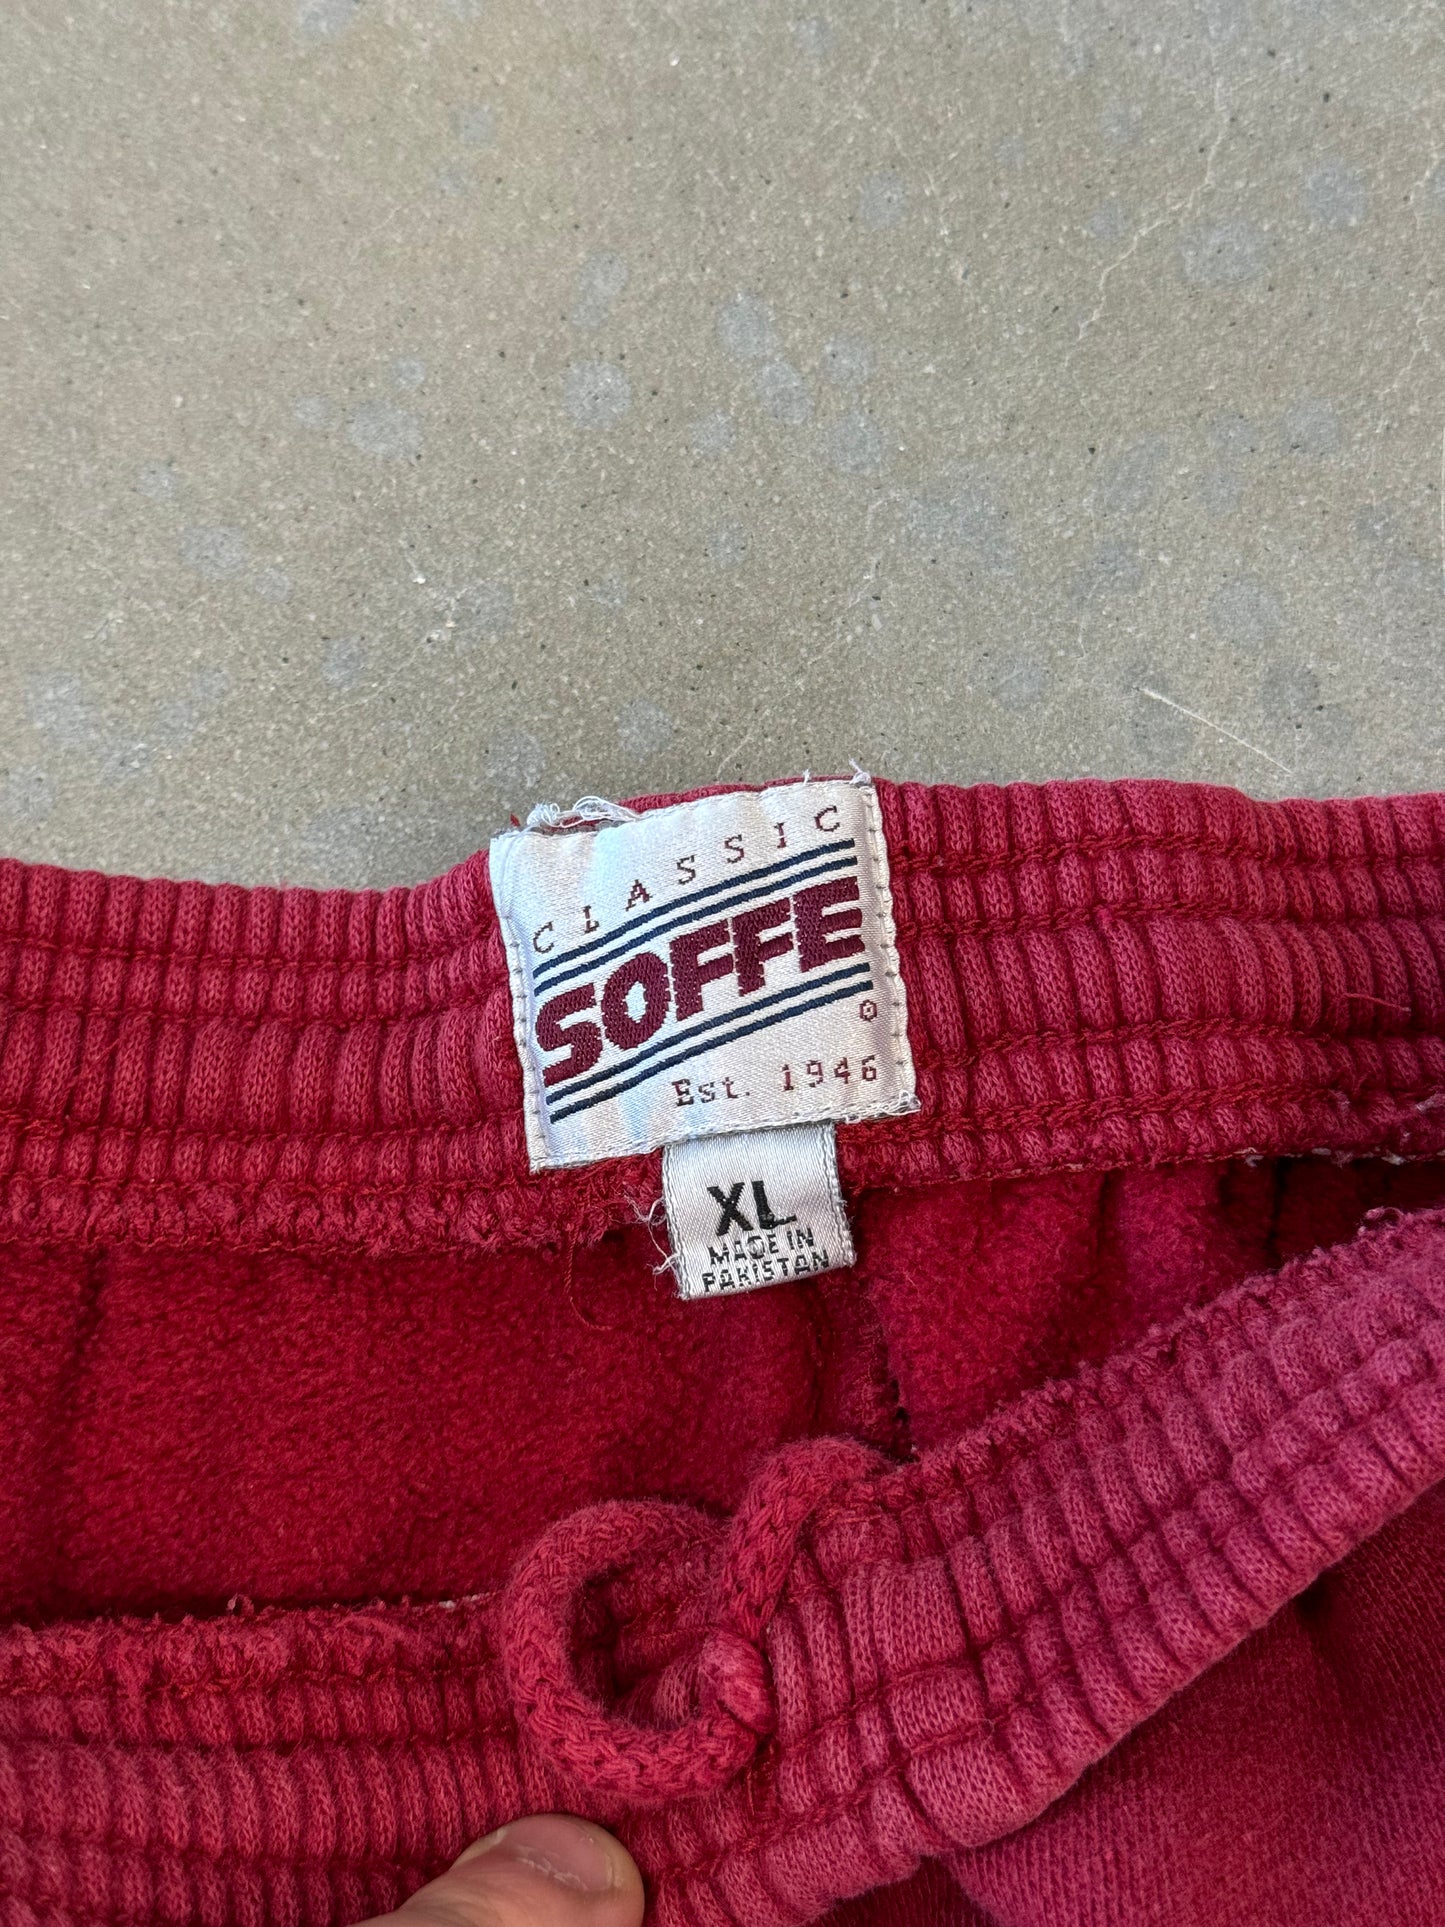 CLASSIC
SOFFE
Est. 1946
XL
MADE IN
PAKISTAN